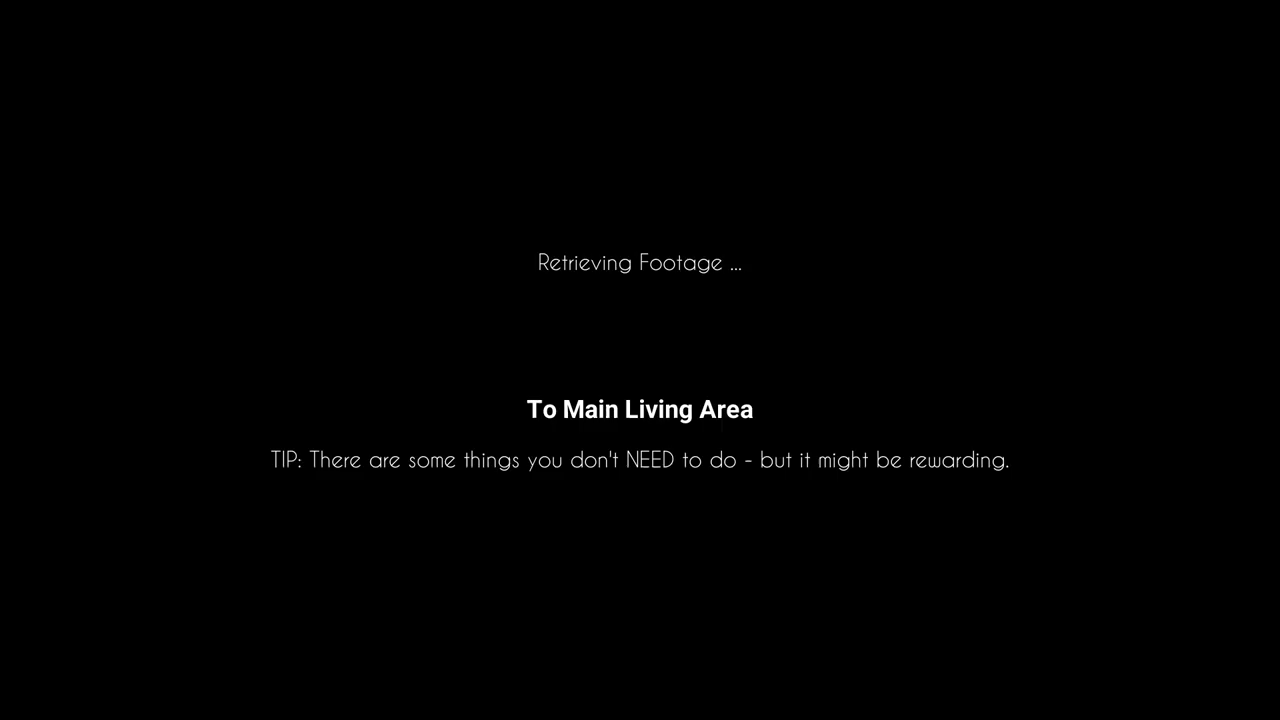 Retrieving Footage ...
To Main Living Area
TIP: There are some things you don't NEED to do - but it might be rewarding.